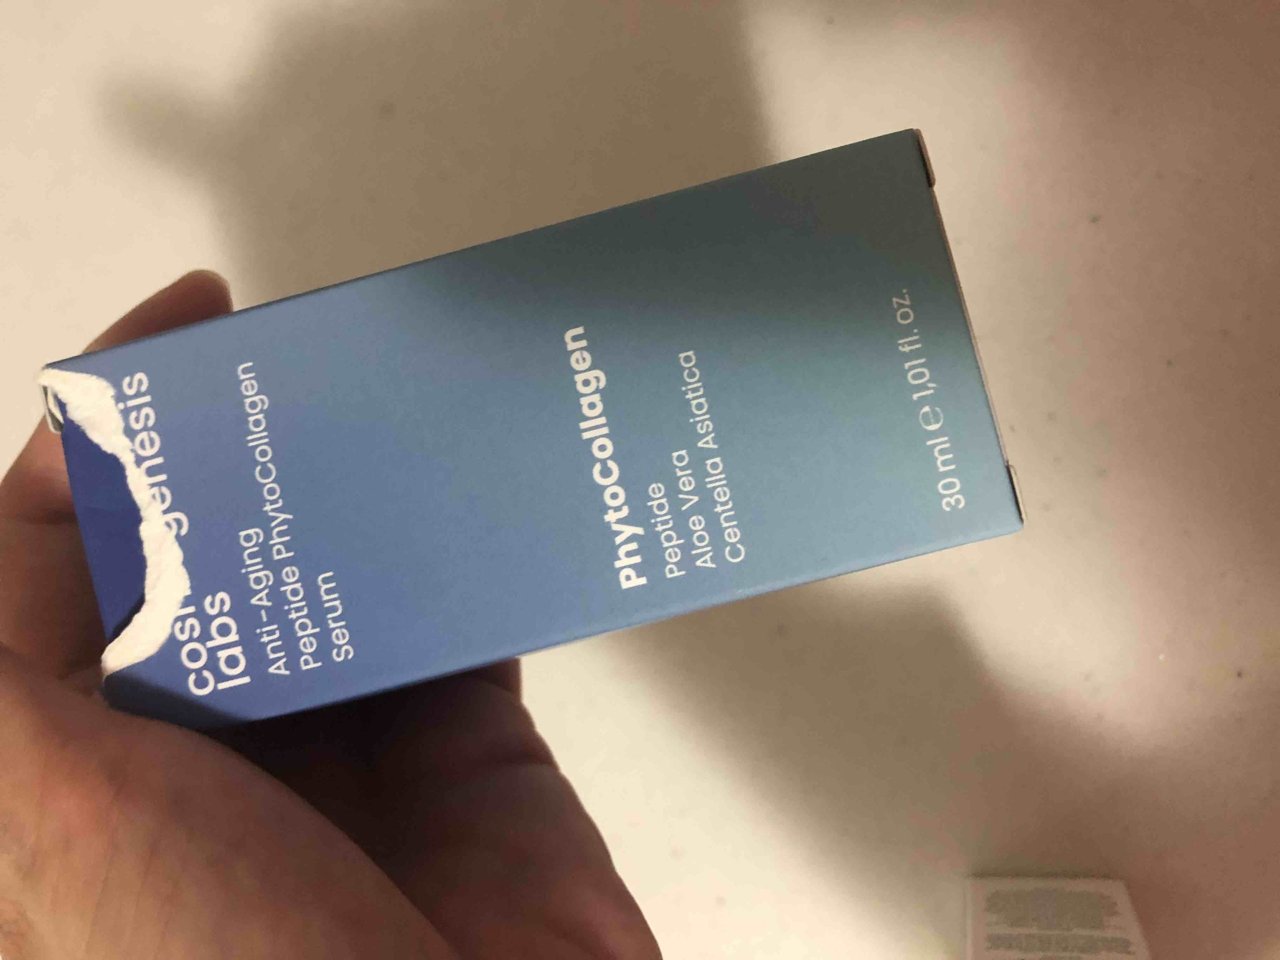 genesis
labs
Anti-Aging
Peptide PhytoCollagen
serum
PhytoCollagen
Peptide
Aloe Vera
Centella Asiatica
30 ml ℮ 1,01 fl. oz.